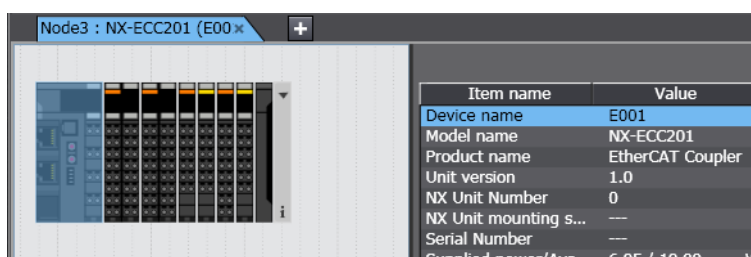 Node3 : NX-ECC201 (E00
Item name Value
Device name E001
Model name NX-ECC201
Product name EtherCAT Coupler
Unit version 1.0
NX Unit Number 0
NX Unit mounting s... ---
Serial Number ---